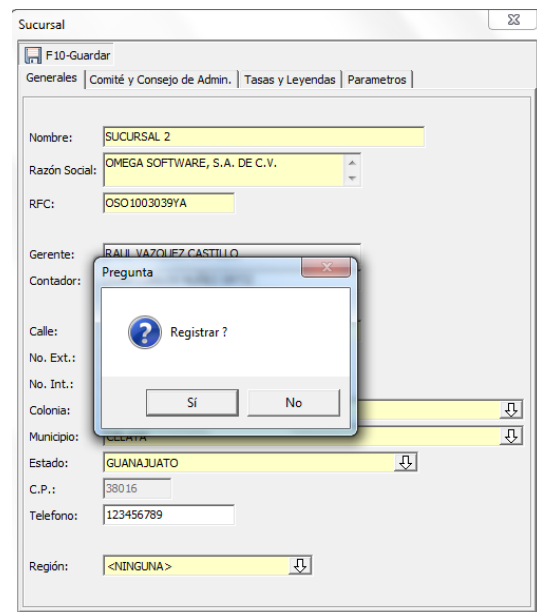 Sucursal
F10-Guardar
Generales Comité y Consejo de Admin. Tasas y Leyendas Parametros
Nombre: SUCURSAL 2
Razón Social: OMEGA SOFTWARE, S.A. DE C.V.
RFC: OSO1003039YA
Gerente: RAUL VAZQUEZ CASTILLO
Contador:
Pregunta
Registrar ?
Sí No
Calle:
No. Ext.:
No. Int.:
Colonia:
Municipio: CELAYA
Estado: GUANAJUATO
C.P.: 38016
Telefono: 123456789
Región: <NINGUNA>